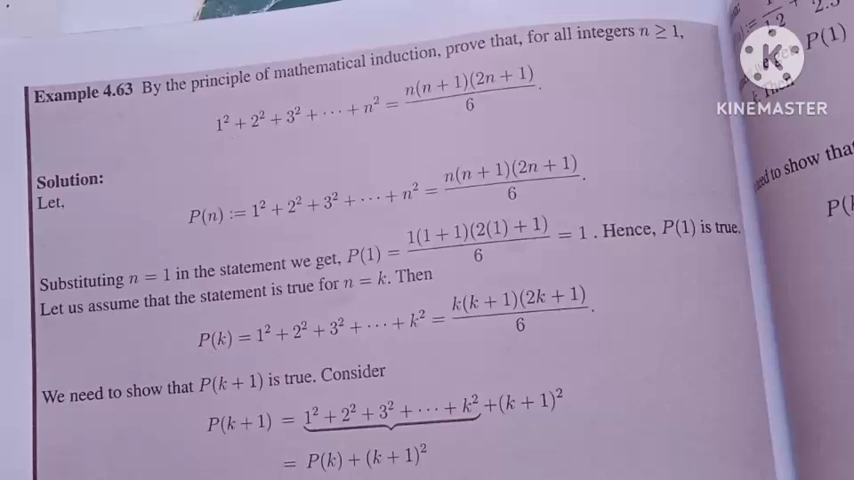 Example 4.63 By the principle of mathematical induction, prove that, for all integers n ≥ 1,
1² + 2² + 3² + ⋯ + n² = n(n + 1)(2n + 1) / 6 .
Solution:
Let,
P(n) := 1² + 2² + 3² + ⋯ + n² = n(n + 1)(2n + 1) / 6 .
Substituting n = 1 in the statement we get, P(1) = 1(1 + 1)(2(1) + 1) / 6 = 1 . Hence, P(1) is true.
Let us assume that the statement is true for n = k. Then
P(k) = 1² + 2² + 3² + ⋯ + k² = k(k + 1)(2k + 1) / 6 .
We need to show that P(k + 1) is true. Consider
P(k + 1) = 1² + 2² + 3² + ⋯ + k² +(k + 1)²
= P(k) + (k + 1)²
KINEMASTER
P(1)
Then
to show that